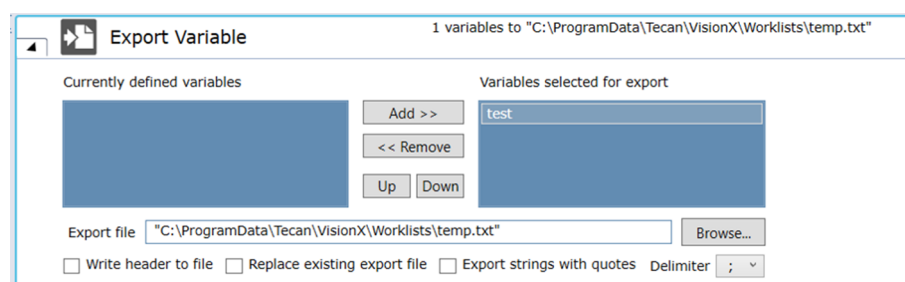 Export Variable
1 variables to "C:\ProgramData\Tecan\VisionX\Worklists\temp.txt"
Currently defined variables
Variables selected for export
Add >>
test
<< Remove
Up Down
Export file "C:\ProgramData\Tecan\VisionX\Worklists\temp.txt" Browse...
Write header to file Replace existing export file Export strings with quotes Delimiter ;